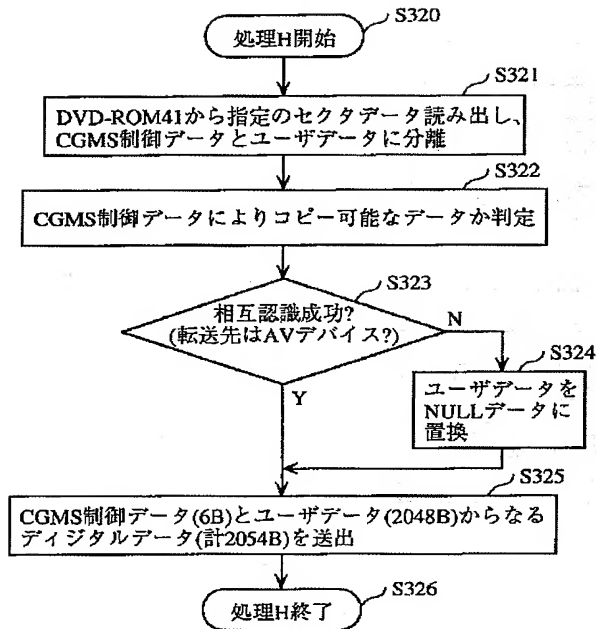 S320
処理H開始
S321
DVD-ROM41から指定のセクタデータ読み出し、
CGMS制御データとユーザデータに分離
S322
CGMS制御データによりコピー可能なデータか判定
S323
相互認識成功?
(転送先はAVデバイス?)
N
S324
ユーザデータを
NULLデータに
置換
Y
S325
CGMS制御データ(6B)とユーザデータ(2048B)からなる
ディジタルデータ(計2054B)を送出
S326
処理H終了